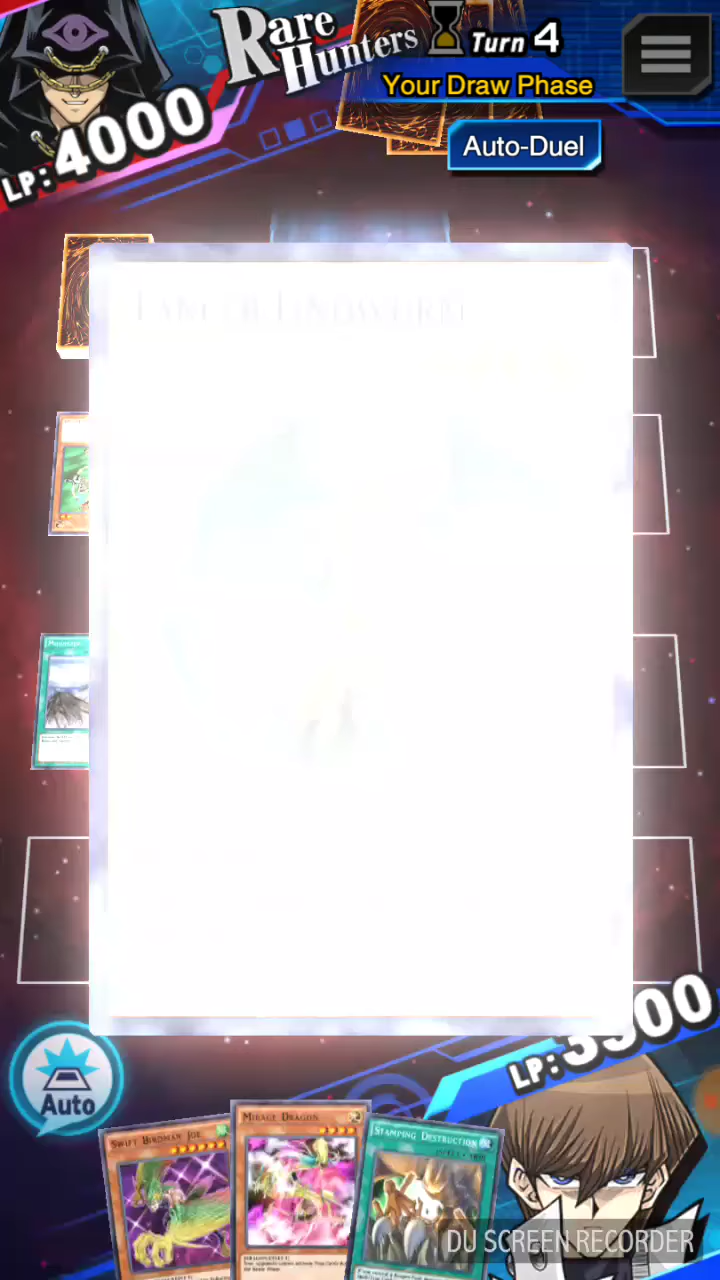 Rare Hunters
Turn 4
Your Draw Phase
Auto-Duel
LP: 4000
LP:
Auto
Swift Birdman Joe
Mirage Dragon
Stamping Destruction
DU SCREEN RECORDER